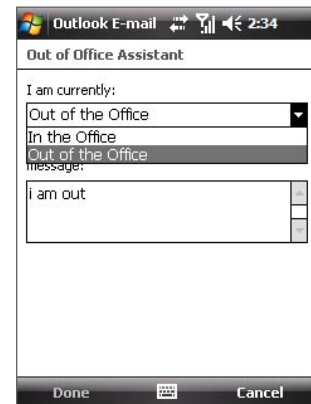 Outlook E-mail 2:34
Out of Office Assistant
I am currently:
Out of the Office
In the Office
Out of the Office
message:
i am out
Done Cancel